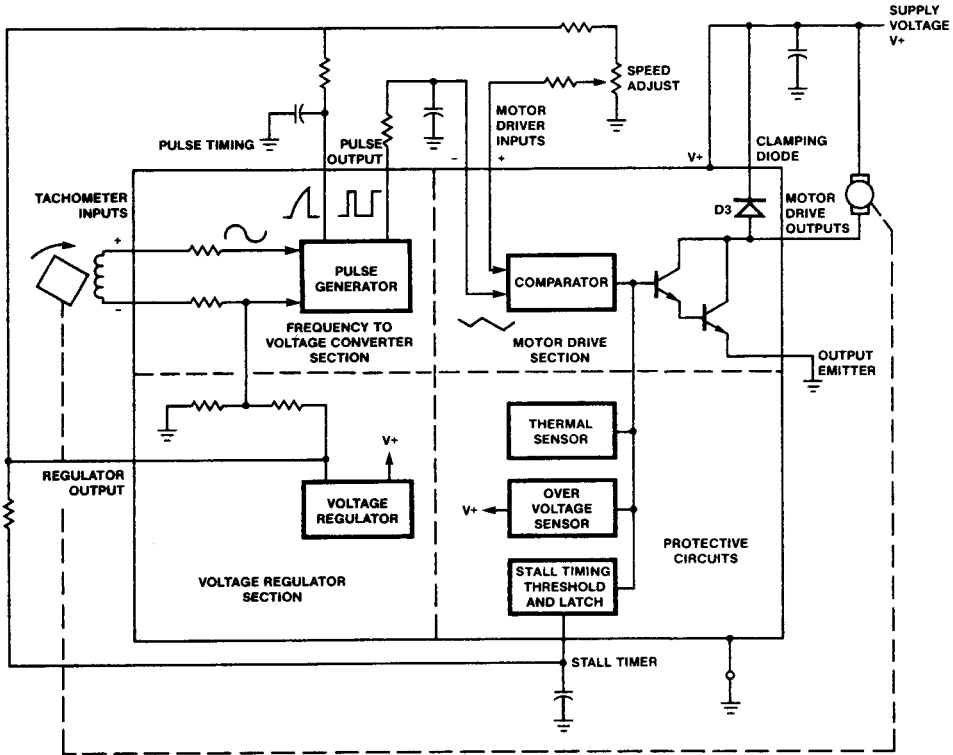 SUPPLY
VOLTAGE
V+
SPEED
ADJUST
MOTOR
DRIVER
INPUTS
PULSE TIMING
PULSE
OUTPUT
-
+
V+
CLAMPING
DIODE
TACHOMETER
INPUTS
D3
MOTOR
DRIVE
OUTPUTS
+
-
PULSE
GENERATOR
COMPARATOR
FREQUENCY TO
VOLTAGE CONVERTER
SECTION
MOTOR DRIVE
SECTION
OUTPUT
EMITTER
THERMAL
SENSOR
V+
REGULATOR
OUTPUT
VOLTAGE
REGULATOR
V+
OVER
VOLTAGE
SENSOR
PROTECTIVE
CIRCUITS
VOLTAGE REGULATOR
SECTION
STALL TIMING
THRESHOLD
AND LATCH
STALL TIMER